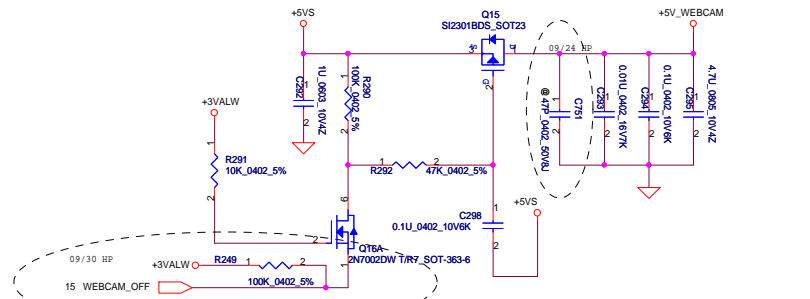 +5VS
Q15
SI2301BDS_SOT23
+5V_WEBCAM
3
S
D
1
G
2
09/24 HP
1
2
C292
1U_0603_10V4Z
1
2
R290
100K_0402_5%
1
2
C751
@ 47P_0402_50V8J
1
2
C293
0.01U_0402_16V7K
1
2
C294
0.1U_0402_10V6K
1
2
C295
4.7U_0805_10V4Z
+3VALW
1
R291
10K_0402_5%
2
1
2
R292
47K_0402_5%
6
2
Q16A
2N7002DW T/R7_SOT-363-6
1
1
C298
0.1U_0402_10V6K
2
+5VS
09/30 HP
+3VALW
R249
1
2
100K_0402_5%
15 WEBCAM_OFF